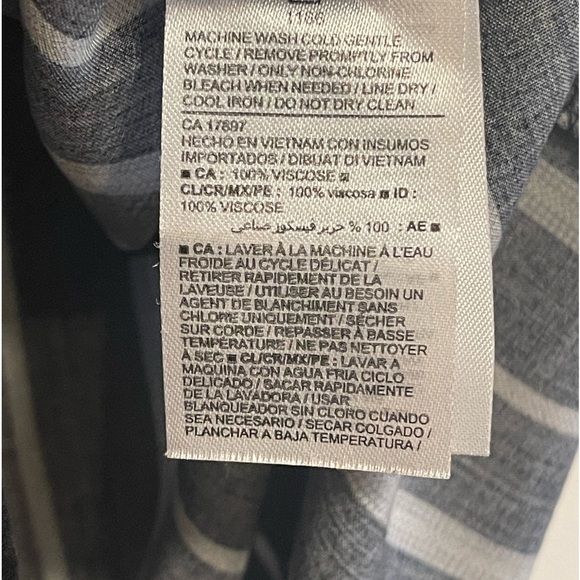 1166
MACHINE WASH COLD GENTLE
CYCLE / REMOVE PROMPTLY FROM
WASHER / ONLY NON-CHLORINE
BLEACH WHEN NEEDED / LINE DRY /
COOL IRON / DO NOT DRY CLEAN
CA 17897
HECHO EN VIETNAM CON INSUMOS
IMPORTADOS / DIBUAT DI VIETNAM
■ CA : 100% VISCOSE ■
CL/CR/MX/PE : 100% viscosa ■ ID :
100% VISCOSE
■ AE : 100 % حرير فيسكوز صناعي
■ CA : LAVER À LA MACHINE À L'EAU
FROIDE AU CYCLE DÉLICAT /
RETIRER RAPIDEMENT DE LA
LAVEUSE / UTILISER AU BESOIN UN
AGENT DE BLANCHIMENT SANS
CHLORE UNIQUEMENT / SÉCHER
SUR CORDE / REPASSER À BASSE
TEMPÉRATURE / NE PAS NETTOYER
À SEC ■ CL/CR/MX/PE : LAVAR A
MAQUINA CON AGUA FRIA CICLO
DELICADO / SACAR RAPIDAMENTE
DE LA LAVADORA / USAR
BLANQUEADOR SIN CLORO CUANDO
SEA NECESARIO / SECAR COLGADO /
PLANCHAR A BAJA TEMPERATURA /